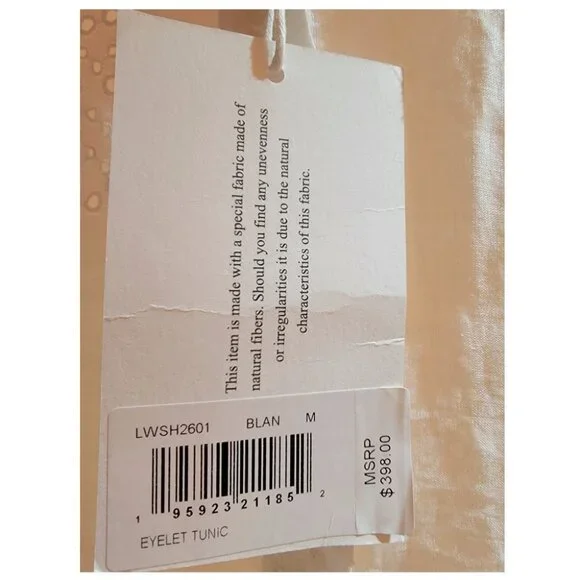 This item is made with a special fabric made of
natural fibers. Should you find any unevenness
or irregularities it is due to the natural
characteristics of this fabric.
LWSH2601 BLAN M
1 95923 21185 2
EYELET TUNIC
MSRP
$398.00